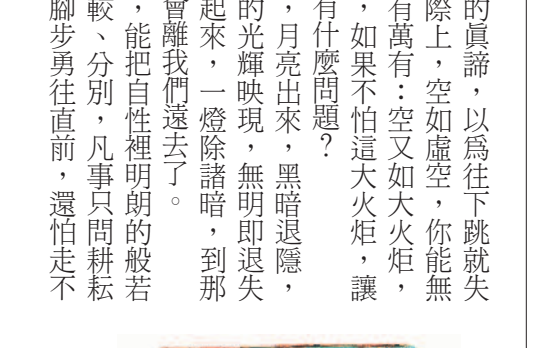 的眞諦，以爲往下跳就失
際上，空如虛空，你能無
有萬有：空又如大火炬，
，如果不怕這大火炬，讓
有什麼問題？
，月亮出來，黑暗退隱，
的光輝映現，無明即退失
起來，一燈除諸暗，到那
會離我們遠去了。
，能把自性裡明朗的般若
較、分別，凡事只問耕耘
腳步勇往直前，還怕走不